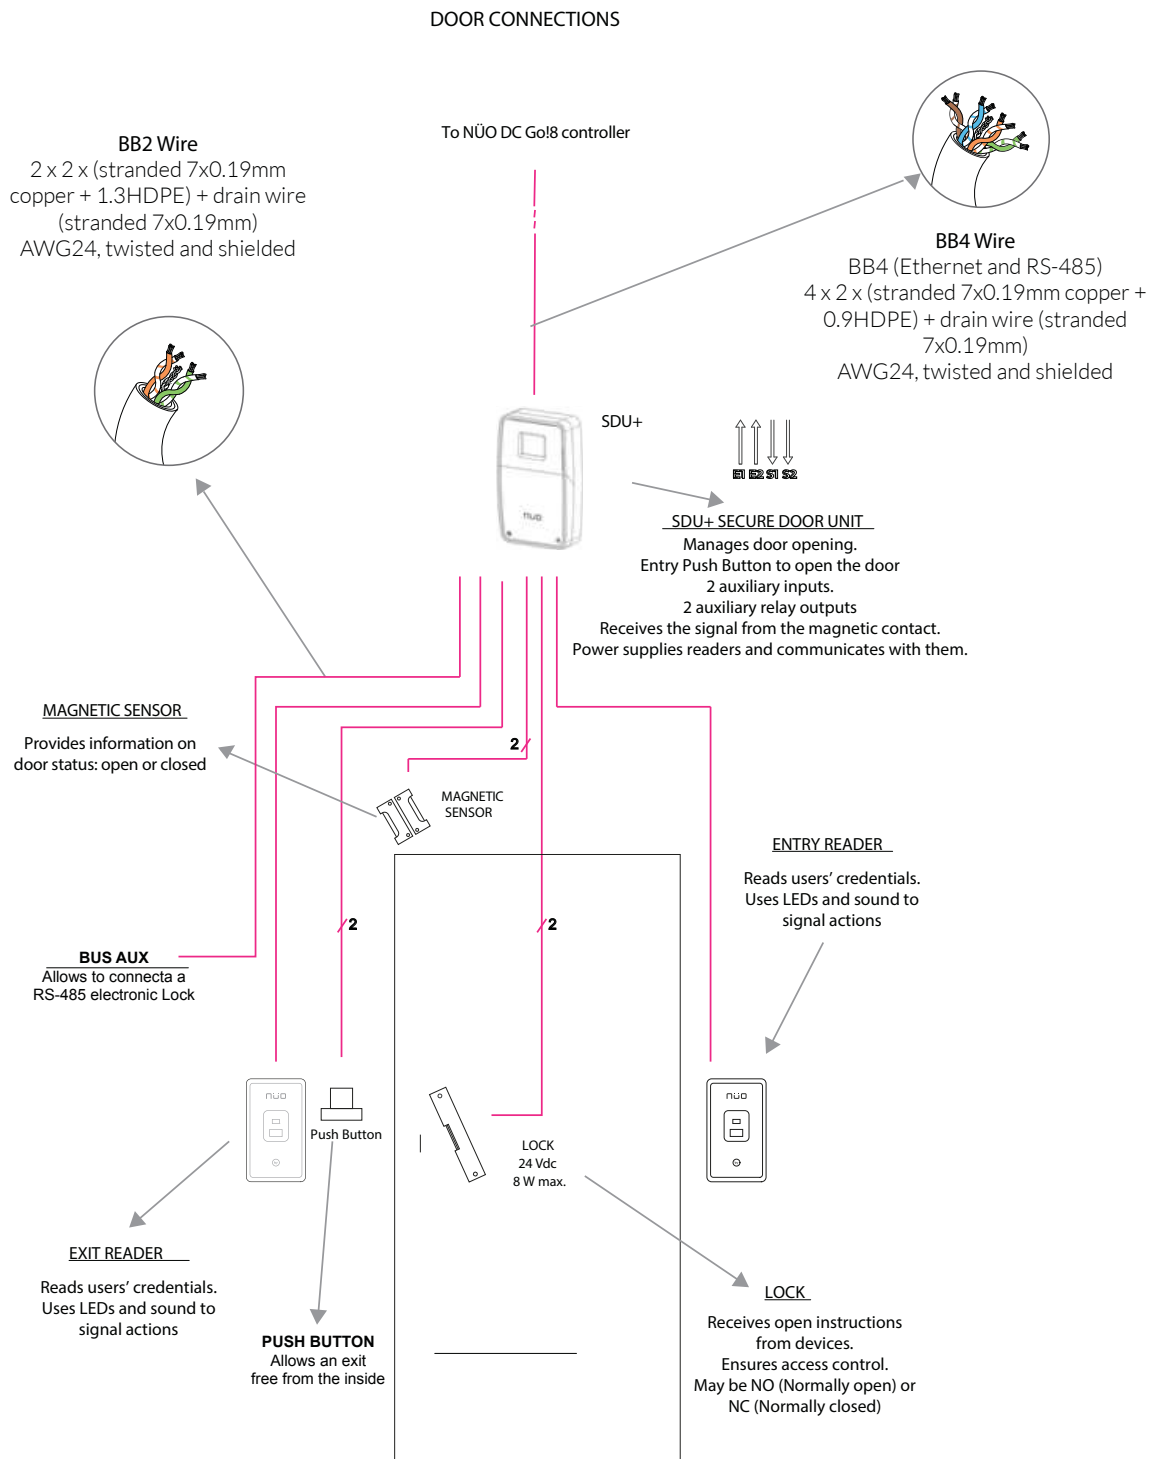 DOOR CONNECTIONS
To NÜO DC Go!8 controller
BB2 Wire
2 x 2 x (stranded 7x0.19mm
copper + 1.3HDPE) + drain wire
(stranded 7x0.19mm)
AWG24, twisted and shielded
BB4 Wire
BB4 (Ethernet and RS-485)
4 x 2 x (stranded 7x0.19mm copper +
0.9HDPE) + drain wire (stranded
7x0.19mm)
AWG24, twisted and shielded
SDU+
E1 E2 S1 S2
nüo
SDU+ SECURE DOOR UNIT
Manages door opening.
Entry Push Button to open the door
2 auxiliary inputs.
2 auxiliary relay outputs
Receives the signal from the magnetic contact.
Power supplies readers and communicates with them.
MAGNETIC SENSOR
Provides information on
door status: open or closed
2
MAGNETIC
SENSOR
ENTRY READER
Reads users’ credentials.
Uses LEDs and sound to
signal actions
2
2
BUS AUX
Allows to connecta a
RS-485 electronic Lock
nüo
Push Button
LOCK
24 Vdc
8 W max.
nüo
EXIT READER
Reads users’ credentials.
Uses LEDs and sound to
signal actions
PUSH BUTTON
Allows an exit
free from the inside
LOCK
Receives open instructions
from devices.
Ensures access control.
May be NO (Normally open) or
NC (Normally closed)